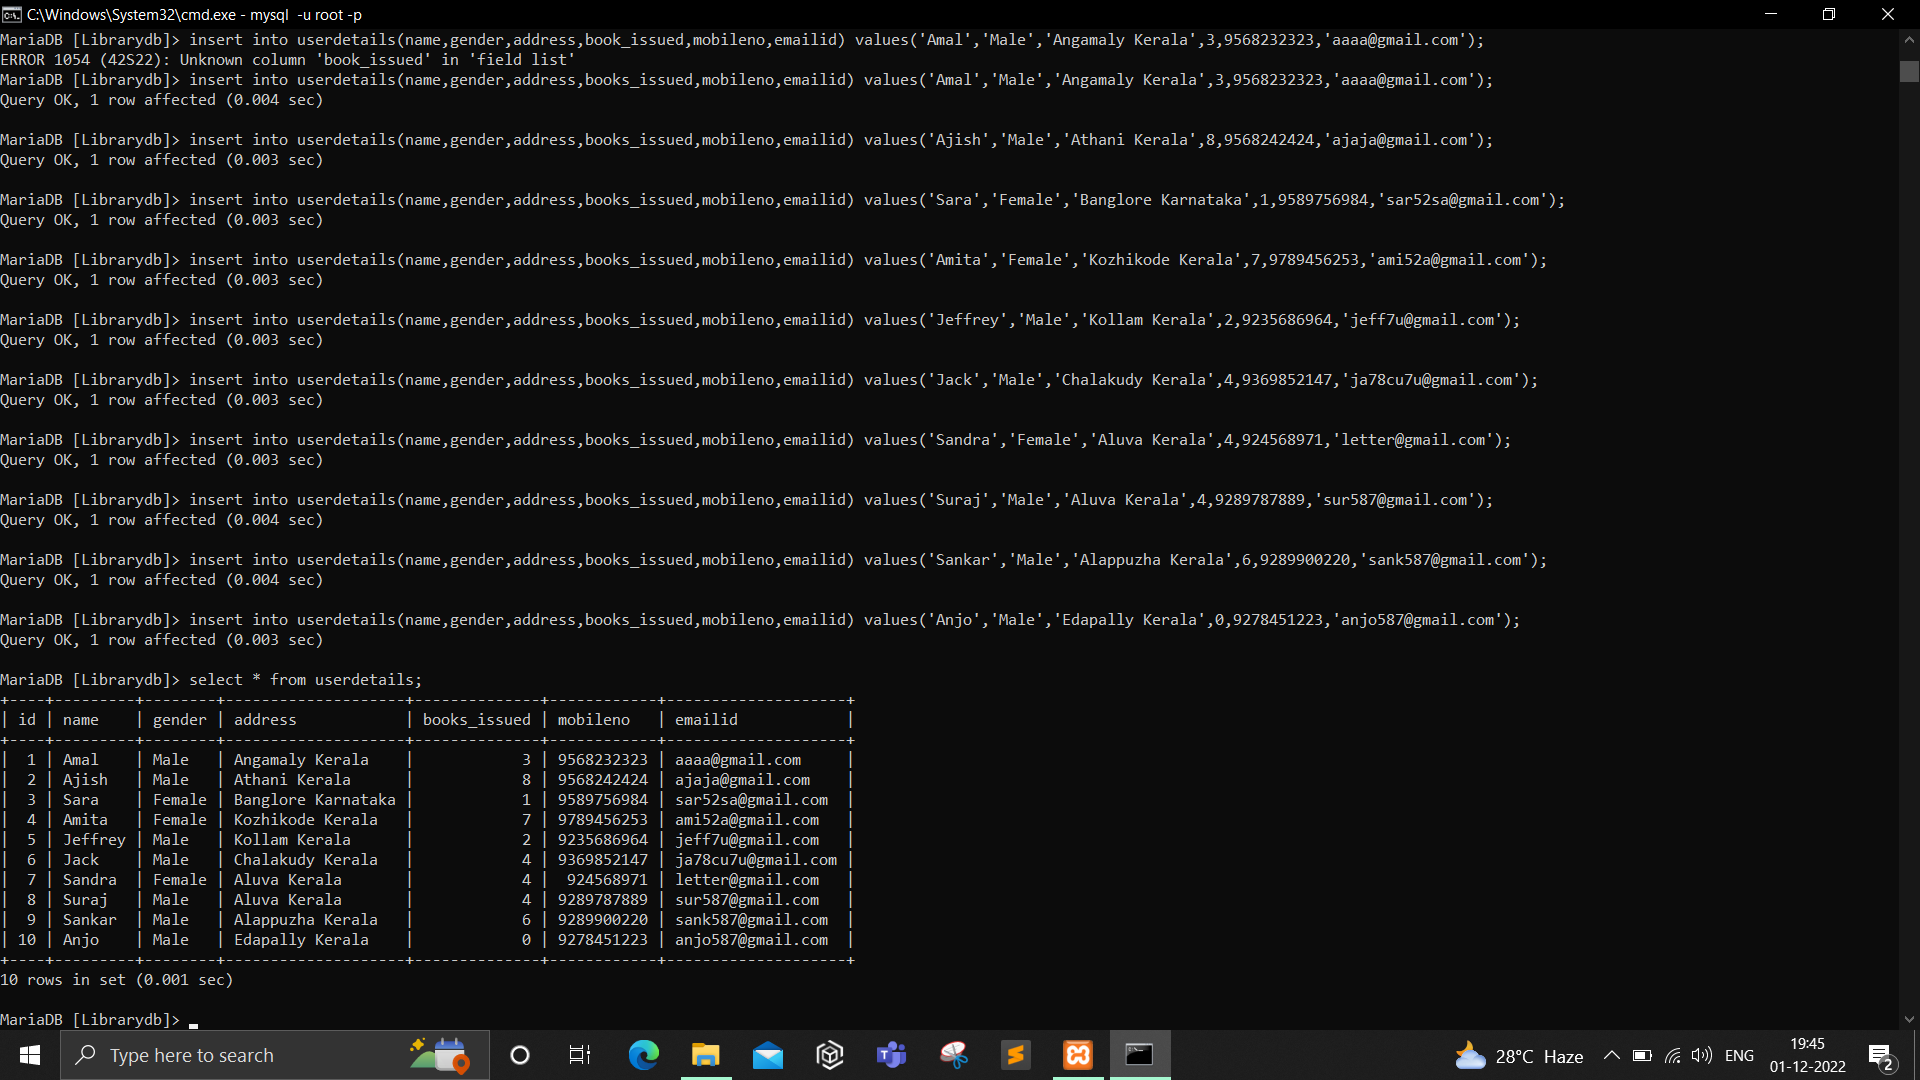 C:\Windows\System32\cmd.exe - mysql  -u root -p
MariaDB [Librarydb]> insert into userdetails(name,gender,address,book_issued,mobileno,emailid) values('Amal','Male','Angamaly Kerala',3,9568232323,'aaaa@gmail.com');
ERROR 1054 (42S22): Unknown column 'book_issued' in 'field list'
MariaDB [Librarydb]> insert into userdetails(name,gender,address,books_issued,mobileno,emailid) values('Amal','Male','Angamaly Kerala',3,9568232323,'aaaa@gmail.com');
Query OK, 1 row affected (0.004 sec)
MariaDB [Librarydb]> insert into userdetails(name,gender,address,books_issued,mobileno,emailid) values('Ajish','Male','Athani Kerala',8,9568242424,'ajaja@gmail.com');
Query OK, 1 row affected (0.003 sec)
MariaDB [Librarydb]> insert into userdetails(name,gender,address,books_issued,mobileno,emailid) values('Sara','Female','Banglore Karnataka',1,9589756984,'sar52sa@gmail.com');
Query OK, 1 row affected (0.003 sec)
MariaDB [Librarydb]> insert into userdetails(name,gender,address,books_issued,mobileno,emailid) values('Amita','Female','Kozhikode Kerala',7,9789456253,'ami52a@gmail.com');
Query OK, 1 row affected (0.003 sec)
MariaDB [Librarydb]> insert into userdetails(name,gender,address,books_issued,mobileno,emailid) values('Jeffrey','Male','Kollam Kerala',2,9235686964,'jeff7u@gmail.com');
Query OK, 1 row affected (0.003 sec)
MariaDB [Librarydb]> insert into userdetails(name,gender,address,books_issued,mobileno,emailid) values('Jack','Male','Chalakudy Kerala',4,9369852147,'ja78cu7u@gmail.com');
Query OK, 1 row affected (0.003 sec)
MariaDB [Librarydb]> insert into userdetails(name,gender,address,books_issued,mobileno,emailid) values('Sandra','Female','Aluva Kerala',4,924568971,'letter@gmail.com');
Query OK, 1 row affected (0.003 sec)
MariaDB [Librarydb]> insert into userdetails(name,gender,address,books_issued,mobileno,emailid) values('Suraj','Male','Aluva Kerala',4,9289787889,'sur587@gmail.com');
Query OK, 1 row affected (0.004 sec)
MariaDB [Librarydb]> insert into userdetails(name,gender,address,books_issued,mobileno,emailid) values('Sankar','Male','Alappuzha Kerala',6,9289900220,'sank587@gmail.com');
Query OK, 1 row affected (0.004 sec)
MariaDB [Librarydb]> insert into userdetails(name,gender,address,books_issued,mobileno,emailid) values('Anjo','Male','Edapally Kerala',0,9278451223,'anjo587@gmail.com');
Query OK, 1 row affected (0.003 sec)
MariaDB [Librarydb]> select * from userdetails;
+----+---------+--------+--------------------+--------------+------------+--------------------+
| id | name    | gender | address            | books_issued | mobileno   | emailid            |
+----+---------+--------+--------------------+--------------+------------+--------------------+
|  1 | Amal    | Male   | Angamaly Kerala    |            3 | 9568232323 | aaaa@gmail.com     |
|  2 | Ajish   | Male   | Athani Kerala      |            8 | 9568242424 | ajaja@gmail.com    |
|  3 | Sara    | Female | Banglore Karnataka |            1 | 9589756984 | sar52sa@gmail.com  |
|  4 | Amita   | Female | Kozhikode Kerala   |            7 | 9789456253 | ami52a@gmail.com   |
|  5 | Jeffrey | Male   | Kollam Kerala      |            2 | 9235686964 | jeff7u@gmail.com   |
|  6 | Jack    | Male   | Chalakudy Kerala   |            4 | 9369852147 | ja78cu7u@gmail.com |
|  7 | Sandra  | Female | Aluva Kerala       |            4 |  924568971 | letter@gmail.com   |
|  8 | Suraj   | Male   | Aluva Kerala       |            4 | 9289787889 | sur587@gmail.com   |
|  9 | Sankar  | Male   | Alappuzha Kerala   |            6 | 9289900220 | sank587@gmail.com  |
| 10 | Anjo    | Male   | Edapally Kerala    |            0 | 9278451223 | anjo587@gmail.com  |
+----+---------+--------+--------------------+--------------+------------+--------------------+
10 rows in set (0.001 sec)
MariaDB [Librarydb]> _
Type here to search
28°C  Haze
ENG
19:45
01-12-2022
2